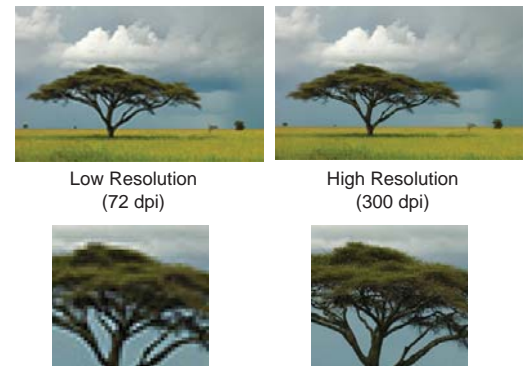 Low Resolution
(72 dpi)
High Resolution
(300 dpi)